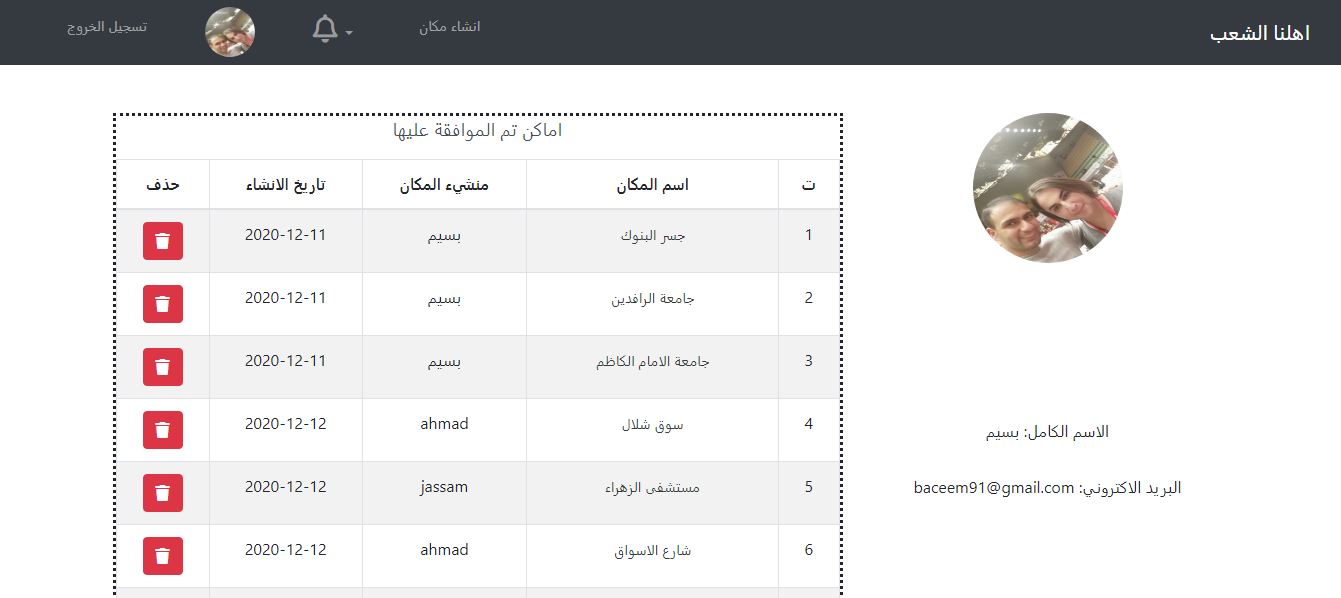 اهلنا الشعب
انشاء مكان
تسجيل الخروج
الاسم الكامل: بسيم
البريد الاكتروني: baceem91@gmail.com
اماكن تم الموافقة عليها
ت اسم المكان منشيء المكان تاريخ الانشاء حذف
1 جسر البنوك بسيم 2020-12-11
2 جامعة الرافدين بسيم 2020-12-11
3 جامعة الامام الكاظم بسيم 2020-12-11
4 سوق شلال ahmad 2020-12-12
5 مستشفى الزهراء jassam 2020-12-12
6 شارع الاسواق ahmad 2020-12-12